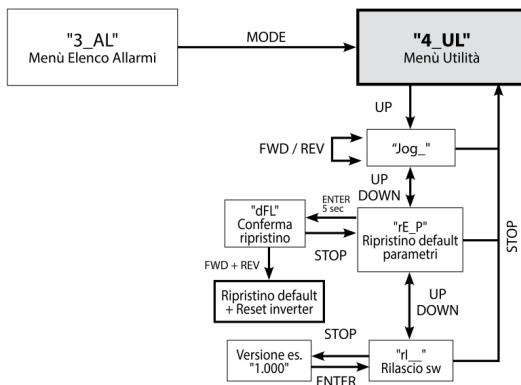 "3_AL"
Menù Elenco Allarmi
MODE
"4_UL"
Menù Utilità
UP
STOP
FWD / REV
"Jog_"
UP
DOWN
ENTER
5 sec
"dFL"
Conferma
ripristino
STOP
"rE_P"
Ripristino default
parametri
FWD + REV
Ripristino default
+ Reset inverter
UP
DOWN
STOP
Versione es.
"1.000"
ENTER
"rl__"
Rilascio sw